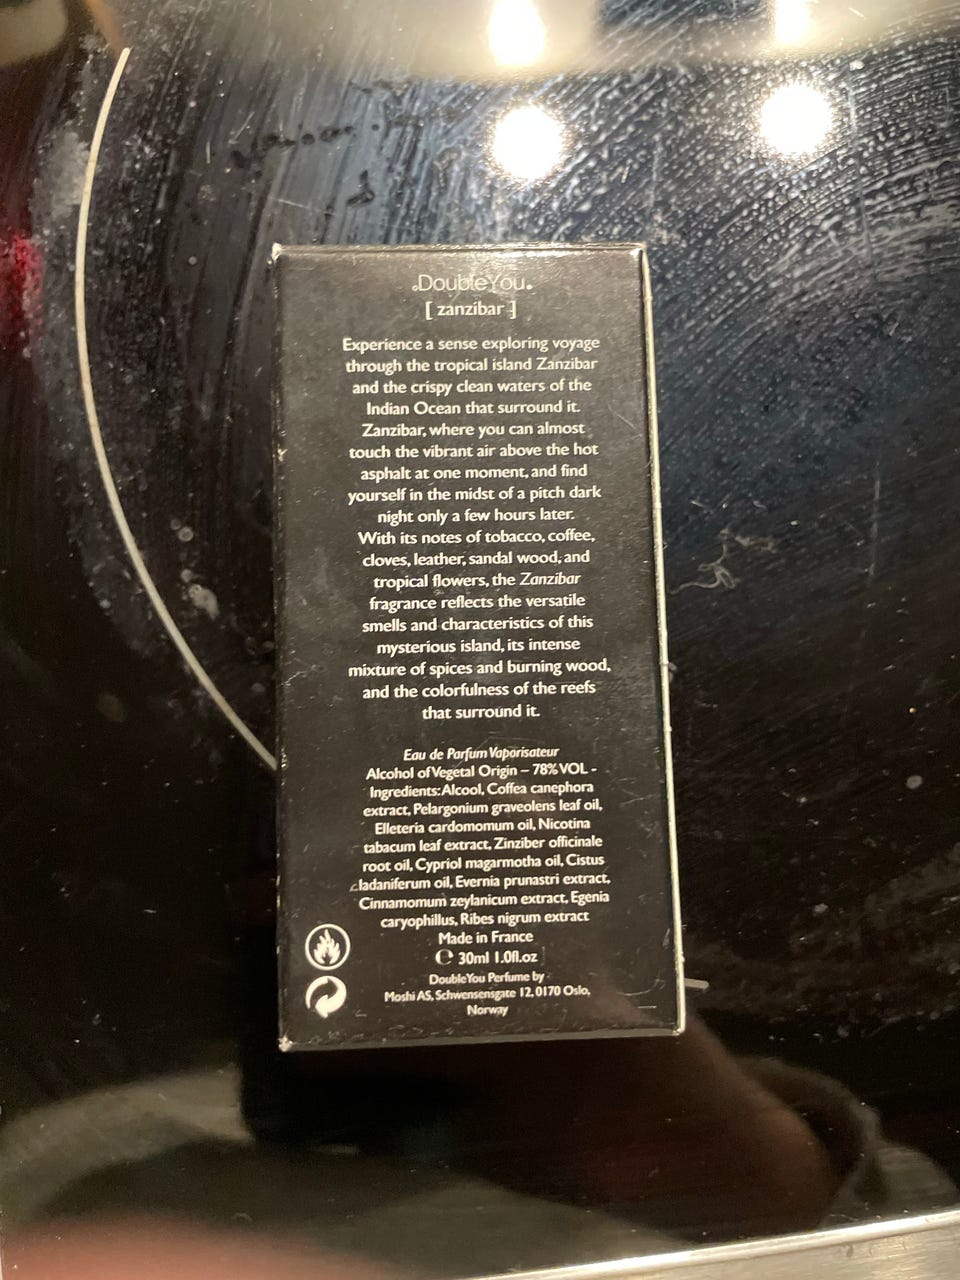 DoubleYou.
[ zanzibar ]
Experience a sense exploring voyage
through the tropical island Zanzibar
and the crispy clean waters of the
Indian Ocean that surround it.
Zanzibar, where you can almost
touch the vibrant air above the hot
asphalt at one moment, and find
yourself in the midst of a pitch dark
night only a few hours later.
With its notes of tobacco, coffee,
cloves, leather, sandal wood, and
tropical flowers, the Zanzibar
fragrance reflects the versatile
smells and characteristics of this
mysterious island, its intense
mixture of spices and burning wood,
and the colorfulness of the reefs
that surround it.
Eau de Parfum Vaporisateur
Alcohol of Vegetal Origin – 78% VOL -
Ingredients: Alcool, Coffea canephora
extract, Pelargonium graveolens leaf oil,
Elleteria cardomomum oil, Nicotina
tabacum leaf extract, Zinziber officinale
root oil, Cypriol magarmotha oil, Cistus
ladaniferum oil, Evernia prunastri extract,
Cinnamomum zeylanicum extract, Egenia
caryophillus, Ribes nigrum extract
Made in France
℮ 30ml 1.0fl.oz
DoubleYou Perfume by
Moshi AS, Schwensensgate 12, 0170 Oslo,
Norway